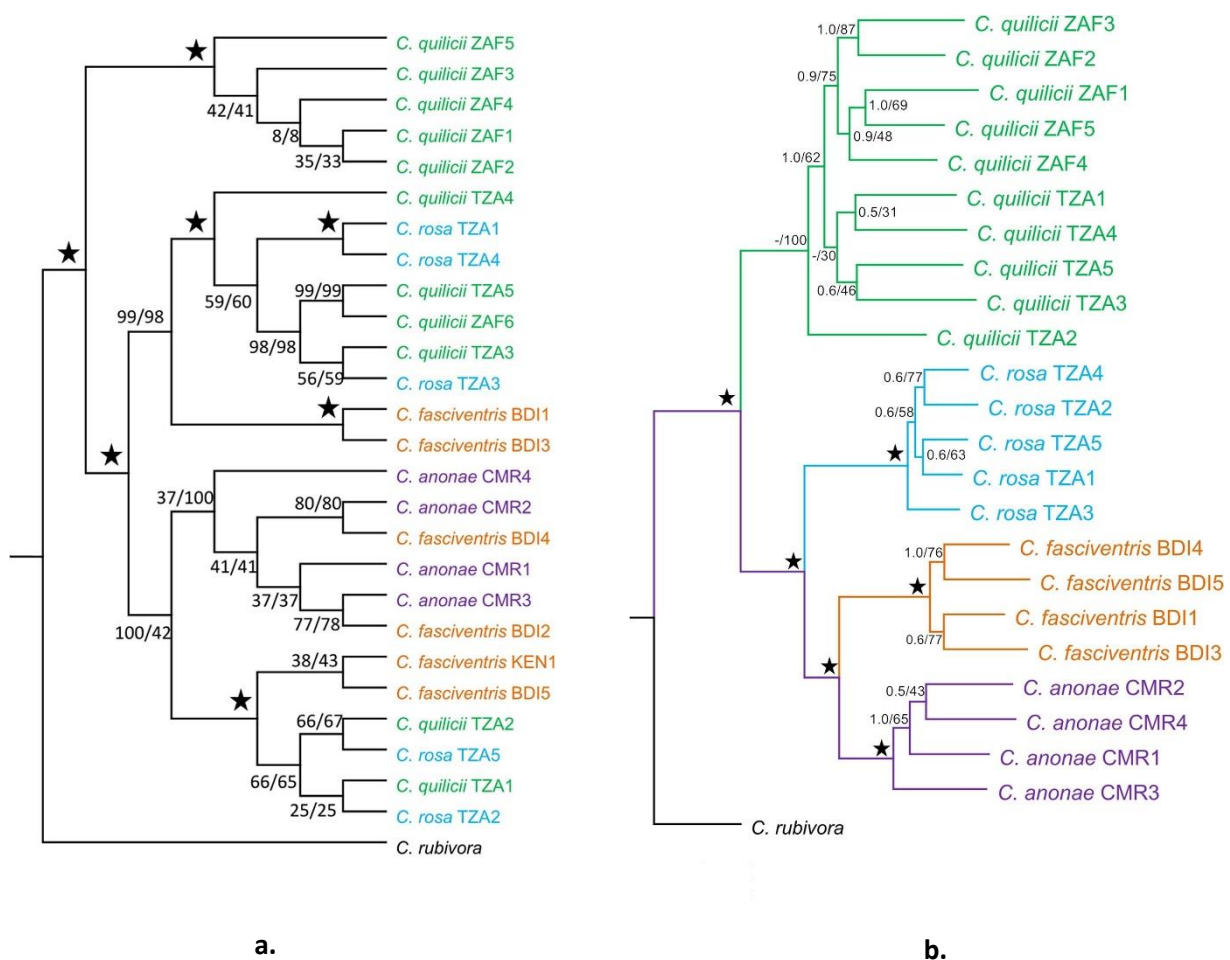 C. quilicii ZAF5
C. quilicii ZAF3
42/41
C. quilicii ZAF4
8/8
C. quilicii ZAF1
35/33
C. quilicii ZAF2
C. quilicii TZA4
C. rosa TZA1
C. rosa TZA4
59/60
99/99
C. quilicii TZA5
C. quilicii ZAF6
99/98
98/98
C. quilicii TZA3
56/59
C. rosa TZA3
C. fasciventris BDI1
C. fasciventris BDI3
C. anonae CMR4
37/100
80/80
C. anonae CMR2
C. fasciventris BDI4
41/41
C. anonae CMR1
37/37
C. anonae CMR3
77/78
C. fasciventris BDI2
100/42
38/43
C. fasciventris KEN1
C. fasciventris BDI5
66/67
C. quilicii TZA2
C. rosa TZA5
66/65
C. quilicii TZA1
25/25
C. rosa TZA2
C. rubivora
a.
1.0/87
C. quilicii ZAF3
C. quilicii ZAF2
0.9/75
C. quilicii ZAF1
1.0/69
C. quilicii ZAF5
0.9/48
C. quilicii ZAF4
1.0/62
C. quilicii TZA1
0.5/31
C. quilicii TZA4
-/100
-/30
C. quilicii TZA5
0.6/46
C. quilicii TZA3
C. quilicii TZA2
0.6/77
C. rosa TZA4
C. rosa TZA2
0.6/58
C. rosa TZA5
0.6/63
C. rosa TZA1
C. rosa TZA3
1.0/76
C. fasciventris BDI4
C. fasciventris BDI5
C. fasciventris BDI1
0.6/77
C. fasciventris BDI3
0.5/43
C. anonae CMR2
1.0/65
C. anonae CMR4
C. anonae CMR1
C. anonae CMR3
C. rubivora
b.